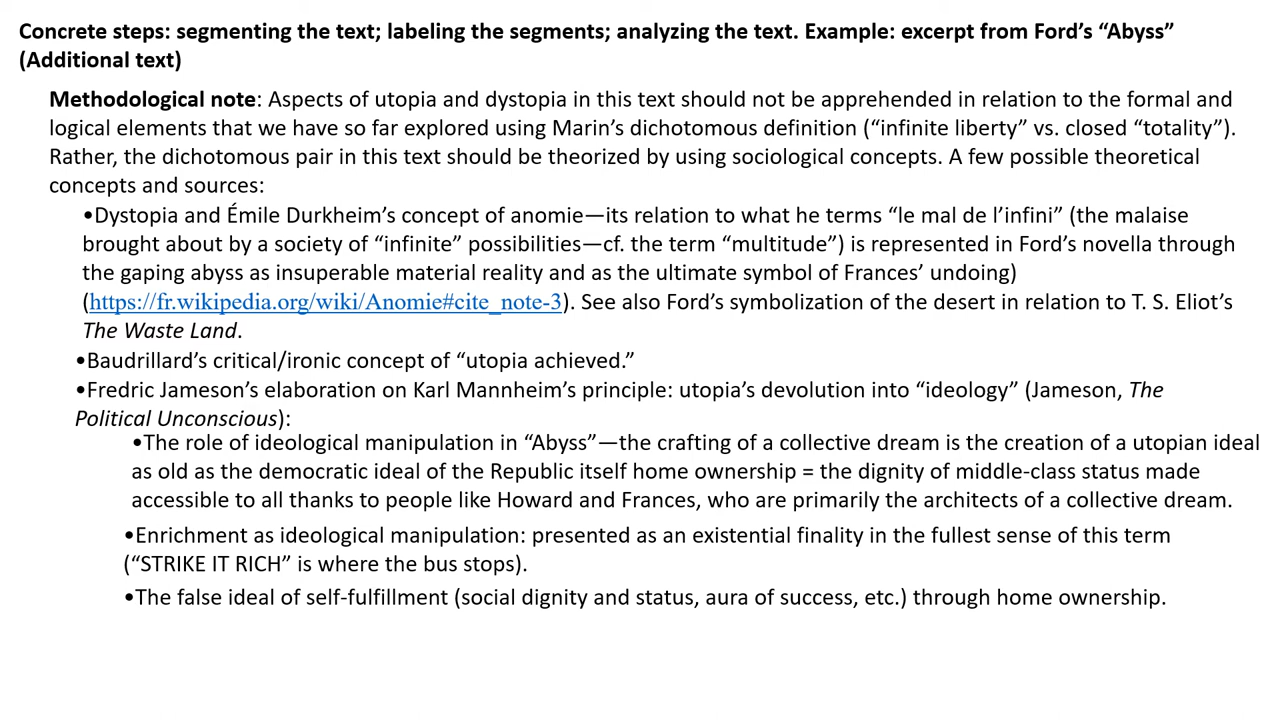 Concrete steps: segmenting the text; labeling the segments; analyzing the text. Example: excerpt from Ford’s “Abyss”
(Additional text)
Methodological note: Aspects of utopia and dystopia in this text should not be apprehended in relation to the formal and
logical elements that we have so far explored using Marin’s dichotomous definition (“infinite liberty” vs. closed “totality”).
Rather, the dichotomous pair in this text should be theorized by using sociological concepts. A few possible theoretical
concepts and sources:
•Dystopia and Émile Durkheim’s concept of anomie—its relation to what he terms “le mal de l’infini” (the malaise
brought about by a society of “infinite” possibilities—cf. the term “multitude”) is represented in Ford’s novella through
the gaping abyss as insuperable material reality and as the ultimate symbol of Frances’ undoing)
(https://fr.wikipedia.org/wiki/Anomie#cite_note-3). See also Ford’s symbolization of the desert in relation to T. S. Eliot’s
The Waste Land.
•Baudrillard’s critical/ironic concept of “utopia achieved.”
•Fredric Jameson’s elaboration on Karl Mannheim’s principle: utopia’s devolution into “ideology” (Jameson, The
Political Unconscious):
•The role of ideological manipulation in “Abyss”—the crafting of a collective dream is the creation of a utopian ideal
as old as the democratic ideal of the Republic itself home ownership = the dignity of middle-class status made
accessible to all thanks to people like Howard and Frances, who are primarily the architects of a collective dream.
•Enrichment as ideological manipulation: presented as an existential finality in the fullest sense of this term
(“STRIKE IT RICH” is where the bus stops).
•The false ideal of self-fulfillment (social dignity and status, aura of success, etc.) through home ownership.